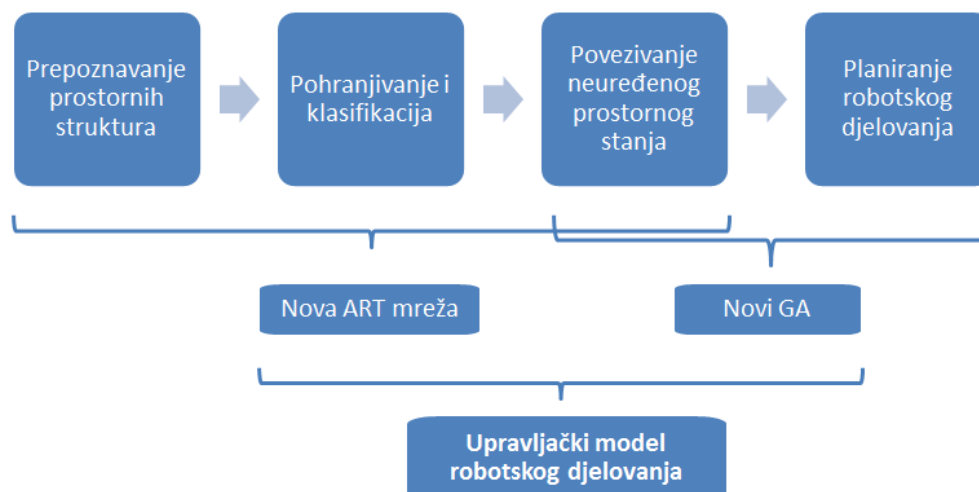 Prepoznavanje
prostornih
struktura
Pohranjivanje i
klasifikacija
Povezivanje
neuređenog
prostornog
stanja
Planiranje
robotskog
djelovanja
Nova ART mreža
Novi GA
Upravljački model
robotskog djelovanja